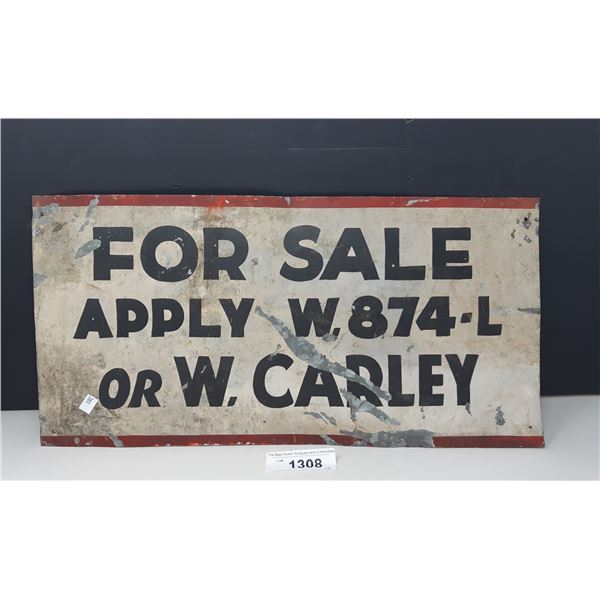 FOR SALE
APPLY W. 874-L
OR W. CARLEY
1308